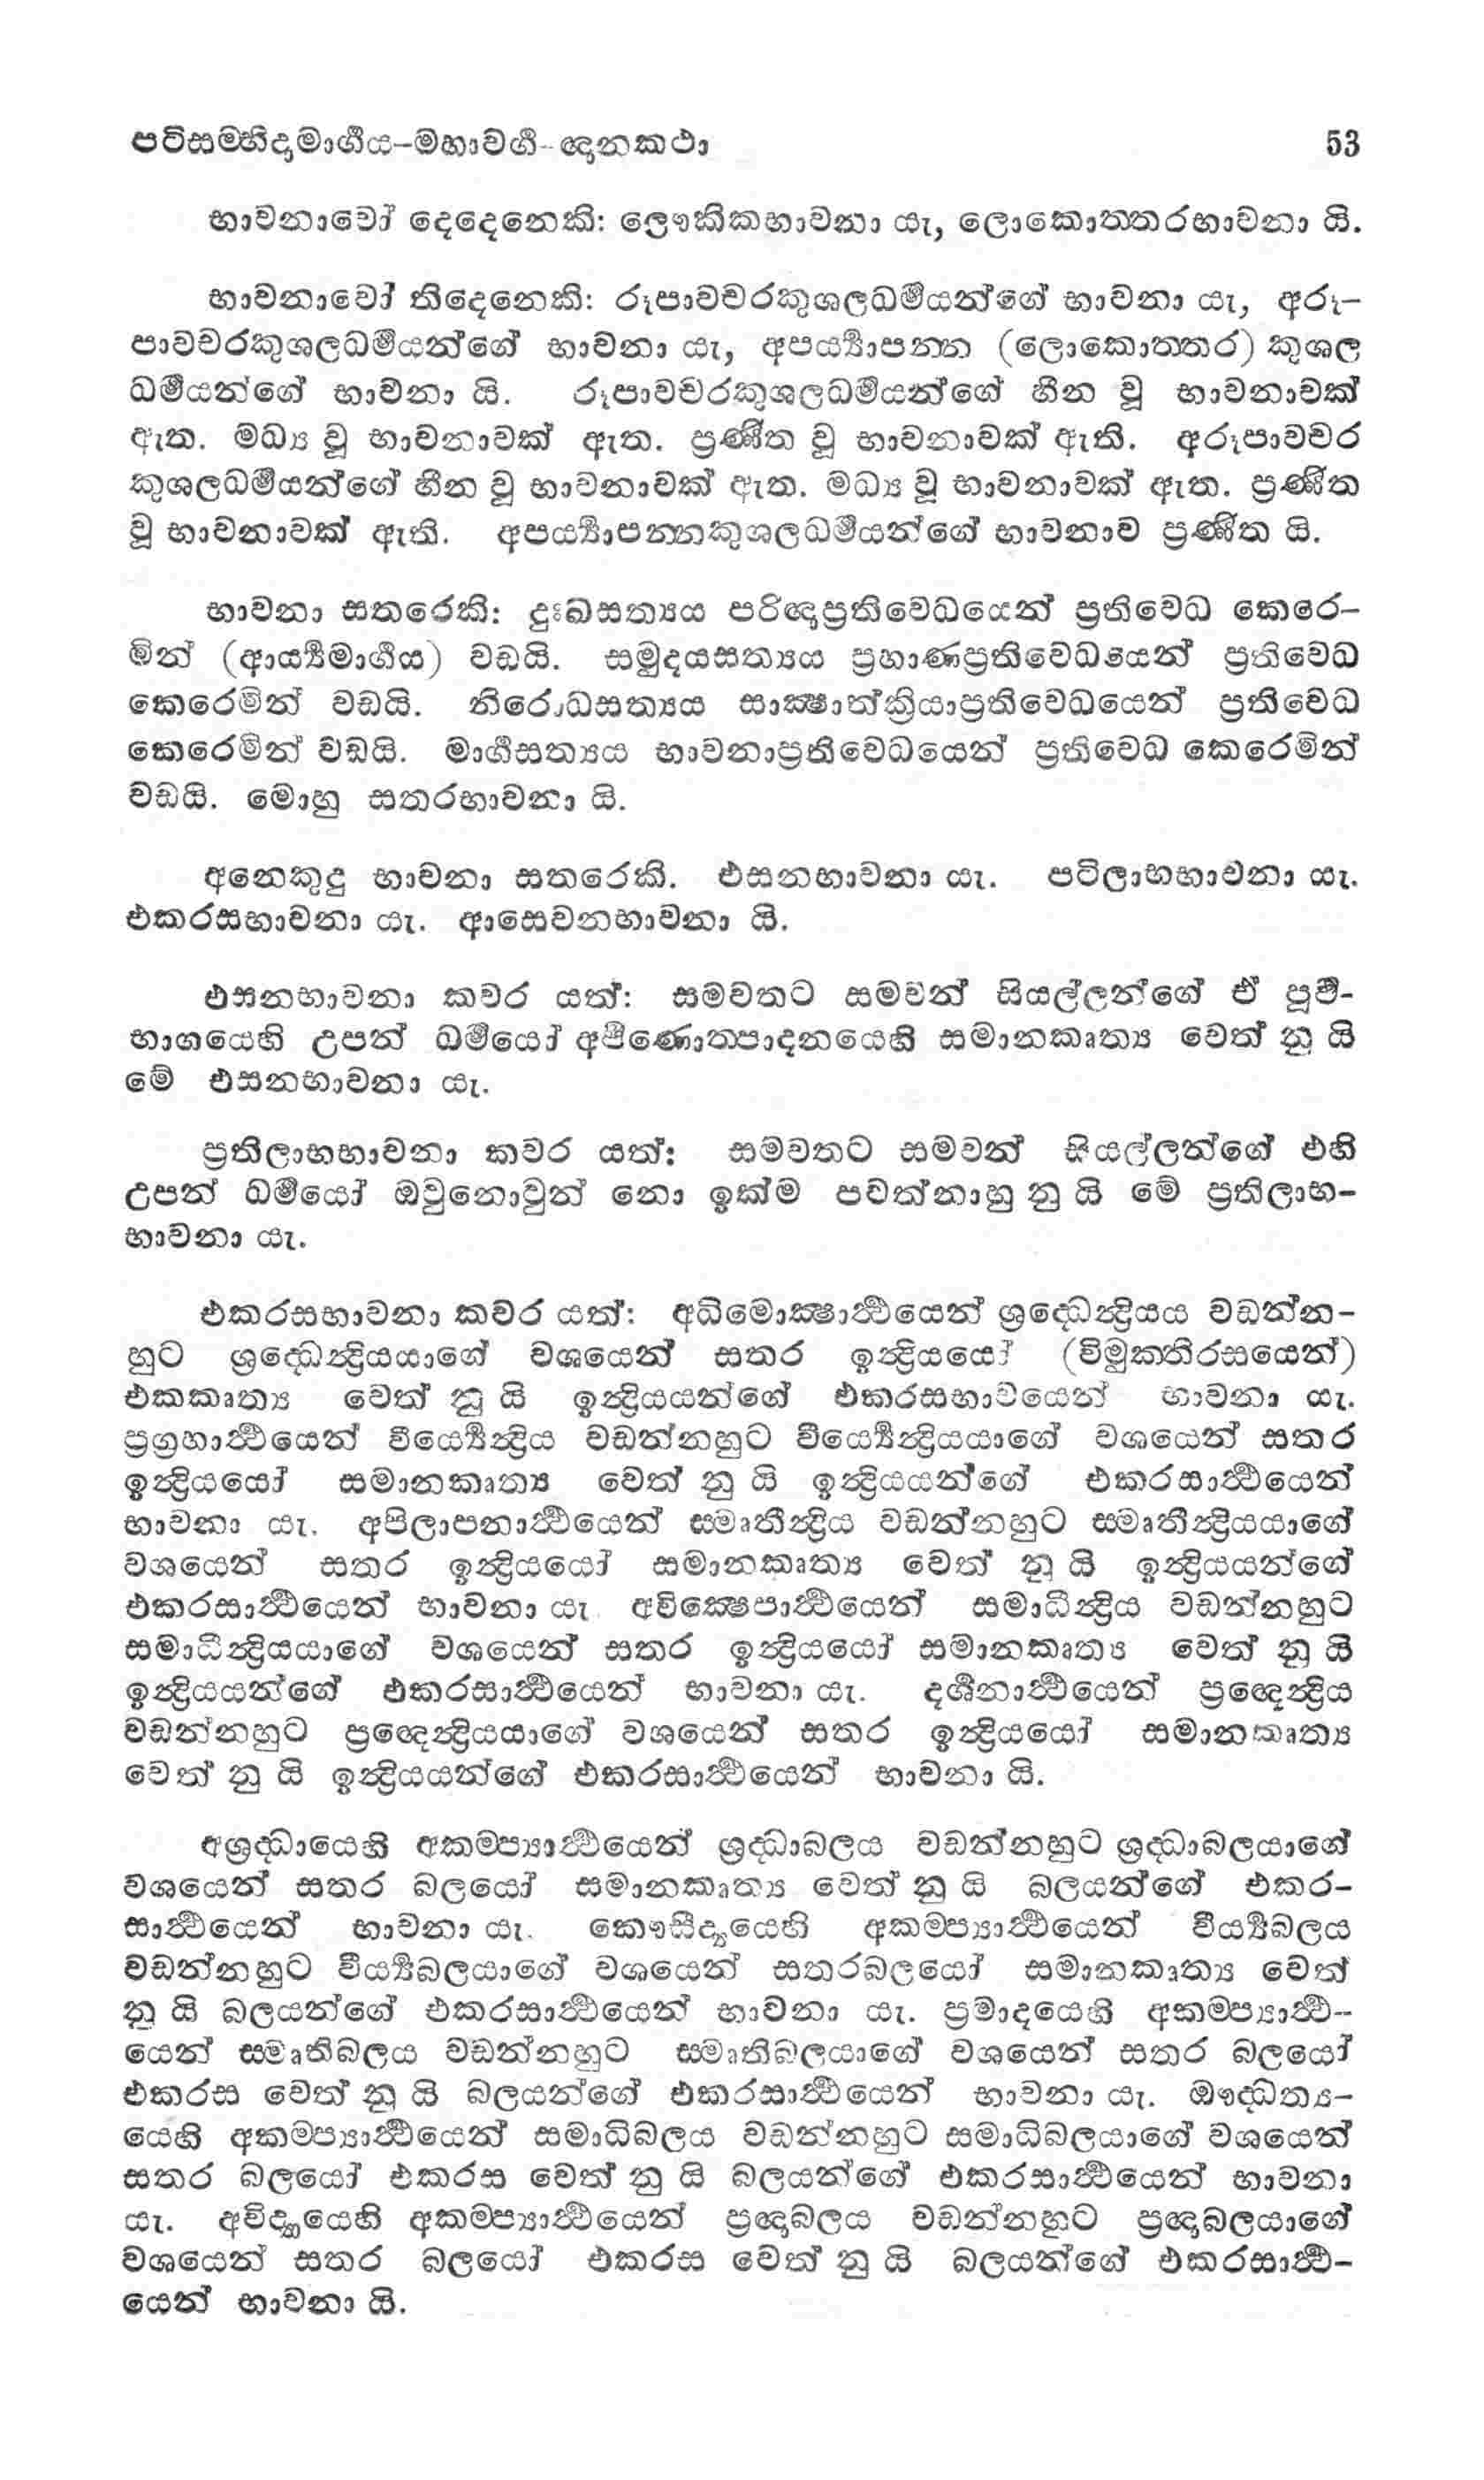 පටිසම්භිදාමාර්ගය-මහාවර්ග-ඥානකථා 53
භාවනාවෝ දෙදෙනෙකි: ලෞකිකභාවනා යැ, ලොකොත්තරභාවනා යි.
භාවනාවෝ තිදෙනෙකි: රූපාවචරකුශලධර්මයන්ගේ භාවනා යැ, අරූ-
පාවචරකුශලධර්මයන්ගේ භාවනා යැ, අපර්‍ය්‍යාපන්න (ලොකොත්තර) කුශල
ධර්මයන්ගේ භාවනා යි. රූපාවචරකුශලධර්මයන්ගේ හීන වූ භාවනාවක්
ඇත. මධ්‍ය වූ භාවනාවක් ඇත. ප්‍රණීත වූ භාවනාවක් ඇති. අරූපාවචර
කුශලධර්මයන්ගේ හීන වූ භාවනාවක් ඇත. මධ්‍ය වූ භාවනාවක් ඇත. ප්‍රණීත
වූ භාවනාවක් ඇති. අපර්‍ය්‍යාපන්නකුශලධර්මයන්ගේ භාවනාව ප්‍රණීත යි.
භාවනා සතරෙකි: දුඃඛසත්‍යය පරිඥාප්‍රතිවෙධයෙන් ප්‍රතිවෙධ කෙරෙ-
මින් (ආර්‍ය්‍යමාර්ගය) වඩයි. සමුදයසත්‍යය ප්‍රහාණප්‍රතිවෙධයෙන් ප්‍රතිවෙධ
කෙරෙමින් වඩයි. නිරොධසත්‍යය සාක්‍ෂාත්ක්‍රියාප්‍රතිවෙධයෙන් ප්‍රතිවෙධ
කෙරෙමින් වඩයි. මාර්ගසත්‍යය භාවනාප්‍රතිවෙධයෙන් ප්‍රතිවෙධ කෙරෙමින්
වඩයි. මොහු සතරභාවනා යි.
අනෙකුදු භාවනා සතරෙකි. එසනභාවනා යැ. පටිලාභභාවනා යැ.
එකරසභාවනා යැ. ආසෙවනභාවනා යි.
එසනභාවනා කවර යත්: සමවතට සමවන් සියල්ලන්ගේ ඒ පූර්ව-
භාගයෙහි උපන් ධර්මයෝ අර්පණොත්පාදනයෙහි සමානකෘත්‍ය වෙත් නු යි
මේ එසනභාවනා යැ.
ප්‍රතිලාභභාවනා කවර යත්: සමවතට සමවන් සියල්ලන්ගේ එහි
උපන් ධර්මයෝ ඔවුනොවුන් නො ඉක්ම පවත්නාහු නු යි මේ ප්‍රතිලාභ-
භාවනා යැ.
එකරසභාවනා කවර යත්: අධිමොක්‍ෂාර්ථයෙන් ශ්‍රද්ධෙන්ද්‍රියය වඩන්න-
හුට ශ්‍රද්ධෙන්ද්‍රියයාගේ වශයෙන් සතර ඉන්ද්‍රියයෝ (විමුක්තිරසයෙන්)
එකකෘත්‍ය වෙත් නු යි ඉන්ද්‍රියයන්ගේ එකරසභාවයෙන් භාවනා යැ.
ප්‍රග්‍රහාර්ථයෙන් වීර්‍ය්‍යෙන්ද්‍රිය වඩන්නහුට වීර්‍ය්‍යෙන්ද්‍රියයාගේ වශයෙන් සතර
ඉන්ද්‍රියයෝ සමානකෘත්‍ය වෙත් නු යි ඉන්ද්‍රියයන්ගේ එකරසාර්ථයෙන්
භාවනා යැ. අපිලාපනාර්ථයෙන් සමෘතීන්ද්‍රිය වඩන්නහුට සමෘතීන්ද්‍රියයාගේ
වශයෙන් සතර ඉන්ද්‍රියයෝ සමානකෘත්‍ය වෙත් නු යි ඉන්ද්‍රියයන්ගේ
එකරසාර්ථයෙන් භාවනා යැ. අවික්‍ෂෙපාර්ථයෙන් සමාධීන්ද්‍රිය වඩන්නහුට
සමාධීන්ද්‍රියයාගේ වශයෙන් සතර ඉන්ද්‍රියයෝ සමානකෘත්‍ය වෙත් නු යි
ඉන්ද්‍රියයන්ගේ එකරසාර්ථයෙන් භාවනා යැ. දර්ශනාර්ථයෙන් ප්‍රඥෙන්ද්‍රිය
වඩන්නහුට ප්‍රඥෙන්ද්‍රියයාගේ වශයෙන් සතර ඉන්ද්‍රියයෝ සමානකෘත්‍ය
වෙත් නු යි ඉන්ද්‍රියයන්ගේ එකරසාර්ථයෙන් භාවනා යි.
අශ්‍රද්ධායෙහි අකම්ප්‍යාර්ථයෙන් ශ්‍රද්ධාබලය වඩන්නහුට ශ්‍රද්ධාබලයාගේ
වශයෙන් සතර බලයෝ සමානකෘත්‍ය වෙත් නු යි බලයන්ගේ එකර-
සාර්ථයෙන් භාවනා යැ. කෞසීද්‍යයෙහි අකම්ප්‍යාර්ථයෙන් වීර්‍ය්‍යබලය
වඩන්නහුට වීර්‍ය්‍යබලයාගේ වශයෙන් සතරබලයෝ සමානකෘත්‍ය වෙත්
නු යි බලයන්ගේ එකරසාර්ථයෙන් භාවනා යැ. ප්‍රමාදයෙහි අකම්ප්‍යාර්ථ-
යෙන් සමෘතිබලය වඩන්නහුට සමෘතිබලයාගේ වශයෙන් සතර බලයෝ
එකරස වෙත් නු යි බලයන්ගේ එකරසාර්ථයෙන් භාවනා යැ. ඖද්ධත්‍ය-
යෙහි අකම්ප්‍යාර්ථයෙන් සමාධිබලය වඩන්නහුට සමාධිබලයාගේ වශයෙන්
සතර බලයෝ එකරස වෙත් නු යි බලයන්ගේ එකරසාර්ථයෙන් භාවනා
යැ. අවිද්‍යායෙහි අකම්ප්‍යාර්ථයෙන් ප්‍රඥාබලය වඩන්නහුට ප්‍රඥාබලයාගේ
වශයෙන් සතර බලයෝ එකරස වෙත් නු යි බලයන්ගේ එකරසාර්ථ-
යෙන් භාවනා යි.